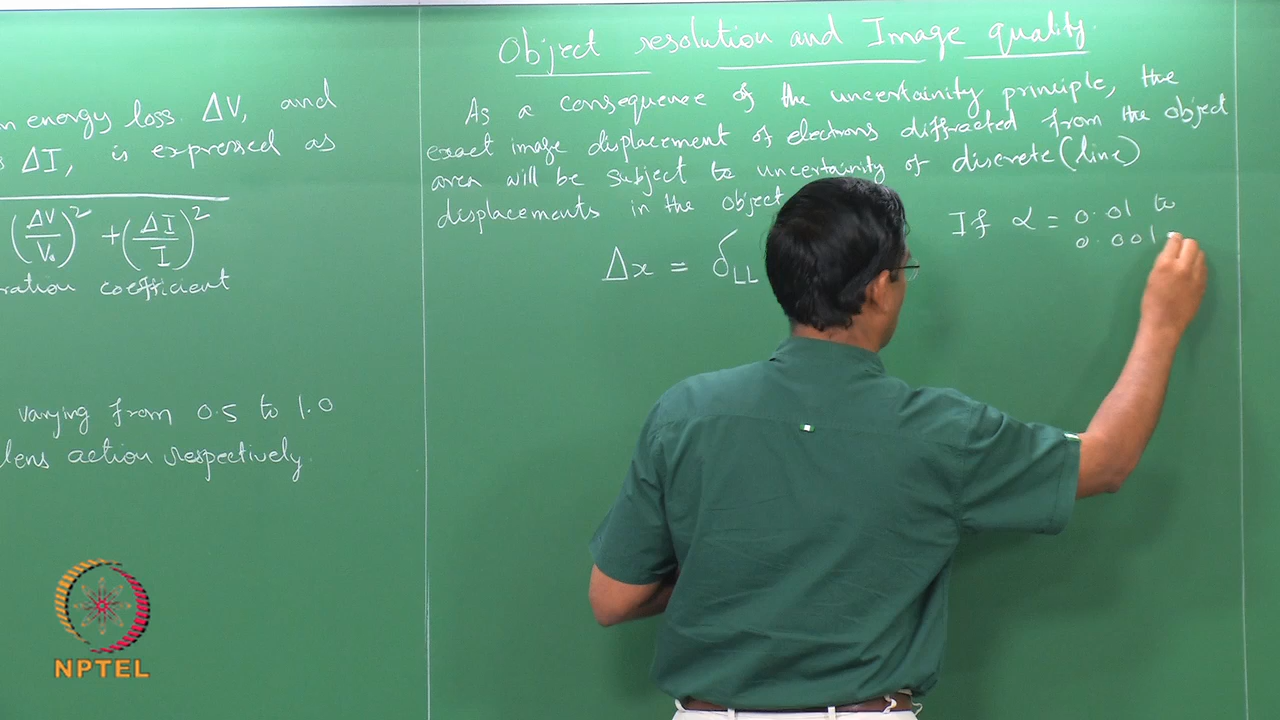 n energy loss. ΔV, and
s ΔI, is expressed as
(ΔV/V₀)² + (ΔI/I)²
ration coefficient
varying from 0.5 to 1.0
lens action respectively.
Object resolution and Image quality.
As a consequence of the uncertainity principle, the
exact image displacement of electrons diffracted from the object
area will be subject to uncertainity of discrete (line)
displacements in the object
Δx = δLL
If α = 0.01 to
0.001
NPTEL